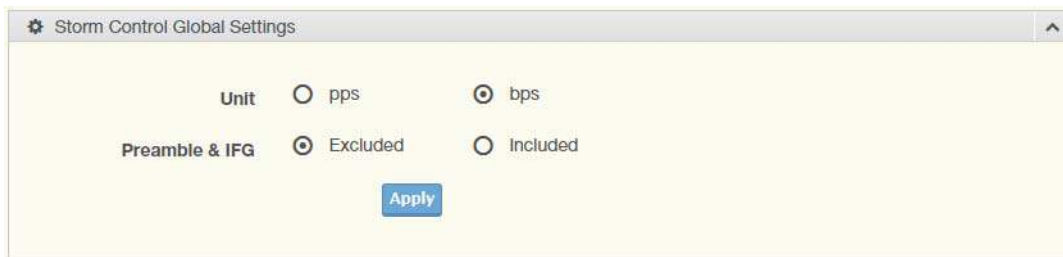 Storm Control Global Settings
Unit pps bps
Preamble & IFG Excluded Included
Apply